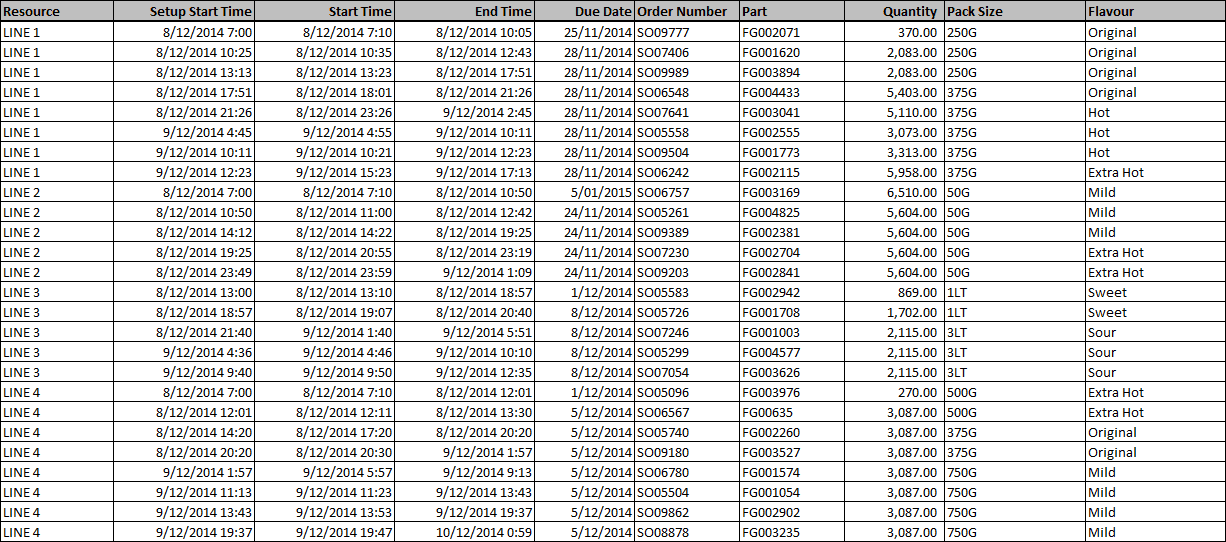 Resource Setup Start Time Start Time End Time Due Date Order Number Part Quantity Pack Size Flavour
LINE 1 8/12/2014 7:00 8/12/2014 7:10 8/12/2014 10:05 25/11/2014 SO09777 FG002071 370.00 250G Original
LINE 1 8/12/2014 10:25 8/12/2014 10:35 8/12/2014 12:43 28/11/2014 SO07406 FG001620 2,083.00 250G Original
LINE 1 8/12/2014 13:13 8/12/2014 13:23 8/12/2014 17:51 28/11/2014 SO09989 FG003894 2,083.00 250G Original
LINE 1 8/12/2014 17:51 8/12/2014 18:01 8/12/2014 21:26 28/11/2014 SO06548 FG004433 5,403.00 375G Original
LINE 1 8/12/2014 21:26 8/12/2014 23:26 9/12/2014 2:45 28/11/2014 SO07641 FG003041 5,110.00 375G Hot
LINE 1 9/12/2014 4:45 9/12/2014 4:55 9/12/2014 10:11 28/11/2014 SO05558 FG002555 3,073.00 375G Hot
LINE 1 9/12/2014 10:11 9/12/2014 10:21 9/12/2014 12:23 28/11/2014 SO09504 FG001773 3,313.00 375G Hot
LINE 1 9/12/2014 12:23 9/12/2014 15:23 9/12/2014 17:13 28/11/2014 SO06242 FG002115 5,958.00 375G Extra Hot
LINE 2 8/12/2014 7:00 8/12/2014 7:10 8/12/2014 10:50 5/01/2015 SO06757 FG003169 6,510.00 50G Mild
LINE 2 8/12/2014 10:50 8/12/2014 11:00 8/12/2014 12:42 24/11/2014 SO05261 FG004825 5,604.00 50G Mild
LINE 2 8/12/2014 14:12 8/12/2014 14:22 8/12/2014 19:25 24/11/2014 SO09389 FG002381 5,604.00 50G Mild
LINE 2 8/12/2014 19:25 8/12/2014 20:55 8/12/2014 23:19 24/11/2014 SO07230 FG002704 5,604.00 50G Extra Hot
LINE 2 8/12/2014 23:49 8/12/2014 23:59 9/12/2014 1:09 24/11/2014 SO09203 FG002841 5,604.00 50G Extra Hot
LINE 3 8/12/2014 13:00 8/12/2014 13:10 8/12/2014 18:57 1/12/2014 SO05583 FG002942 869.00 1LT Sweet
LINE 3 8/12/2014 18:57 8/12/2014 19:07 8/12/2014 20:40 8/12/2014 SO05726 FG001708 1,702.00 1LT Sweet
LINE 3 8/12/2014 21:40 9/12/2014 1:40 9/12/2014 5:51 8/12/2014 SO07246 FG001003 2,115.00 3LT Sour
LINE 3 9/12/2014 4:36 9/12/2014 4:46 9/12/2014 10:10 8/12/2014 SO05299 FG004577 2,115.00 3LT Sour
LINE 3 9/12/2014 9:40 9/12/2014 9:50 9/12/2014 12:35 8/12/2014 SO07054 FG003626 2,115.00 3LT Sour
LINE 4 8/12/2014 7:00 8/12/2014 7:10 8/12/2014 12:01 1/12/2014 SO05096 FG003976 270.00 500G Extra Hot
LINE 4 8/12/2014 12:01 8/12/2014 12:11 8/12/2014 13:30 5/12/2014 SO06567 FG00635 3,087.00 500G Extra Hot
LINE 4 8/12/2014 14:20 8/12/2014 17:20 8/12/2014 20:20 5/12/2014 SO05740 FG002260 3,087.00 375G Original
LINE 4 8/12/2014 20:20 8/12/2014 20:30 9/12/2014 1:57 5/12/2014 SO09180 FG003527 3,087.00 375G Original
LINE 4 9/12/2014 1:57 9/12/2014 5:57 9/12/2014 9:13 5/12/2014 SO06780 FG001574 3,087.00 750G Mild
LINE 4 9/12/2014 11:13 9/12/2014 11:23 9/12/2014 13:43 5/12/2014 SO05504 FG001054 3,087.00 750G Mild
LINE 4 9/12/2014 13:43 9/12/2014 13:53 9/12/2014 19:37 5/12/2014 SO09862 FG002902 3,087.00 750G Mild
LINE 4 9/12/2014 19:37 9/12/2014 19:47 10/12/2014 0:59 5/12/2014 SO08878 FG003235 3,087.00 750G Mild